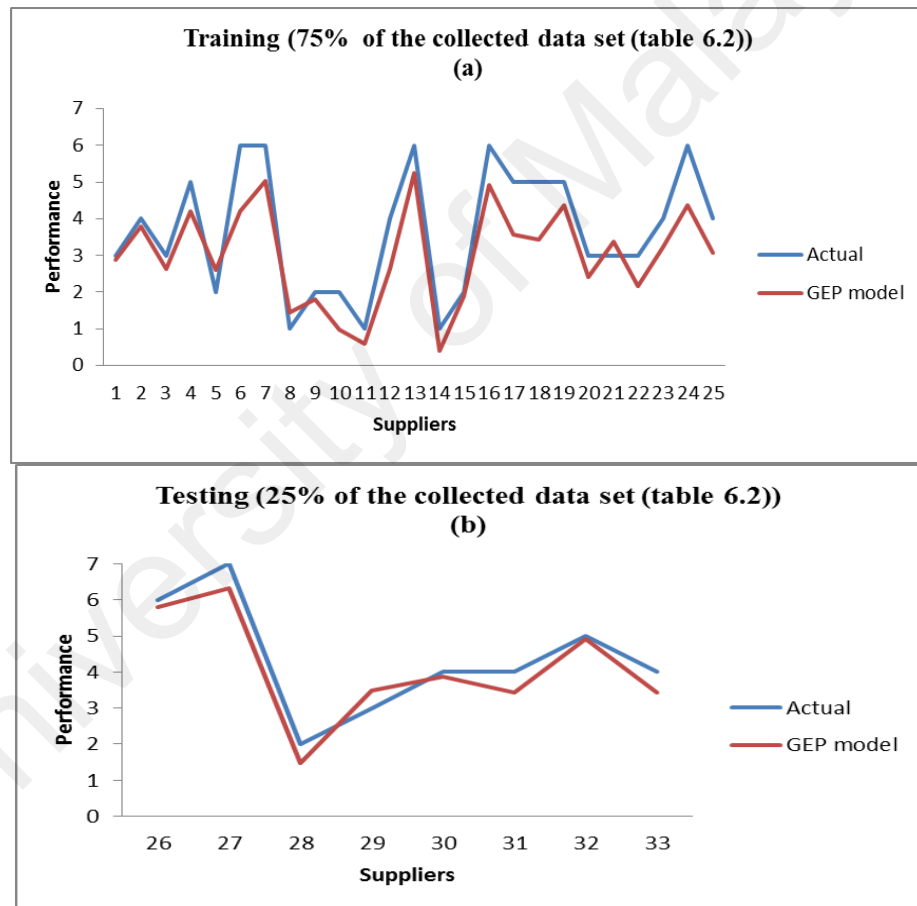 Training (75% of the collected data set (table 6.2))
(a)
7
6
5
4
3
2
1
0
Performance
1 2 3 4 5 6 7 8 9 10 11 12 13 14 15 16 17 18 19 20 21 22 23 24 25
Suppliers
Actual
GEP model
Testing (25% of the collected data set (table 6.2))
(b)
7
6
5
4
3
2
1
0
Performance
26 27 28 29 30 31 32 33
Suppliers
Actual
GEP model
niversity of Malay